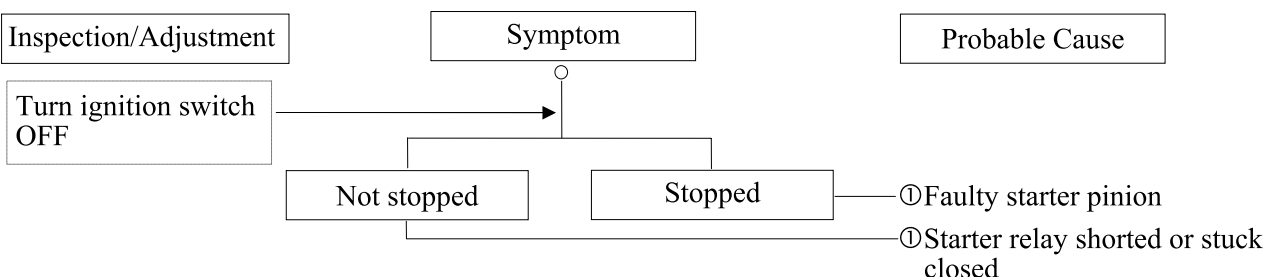 Inspection/Adjustment
Symptom
Probable Cause
Turn ignition switch
OFF
Not stopped
Stopped
①Faulty starter pinion
①Starter relay shorted or stuck
closed